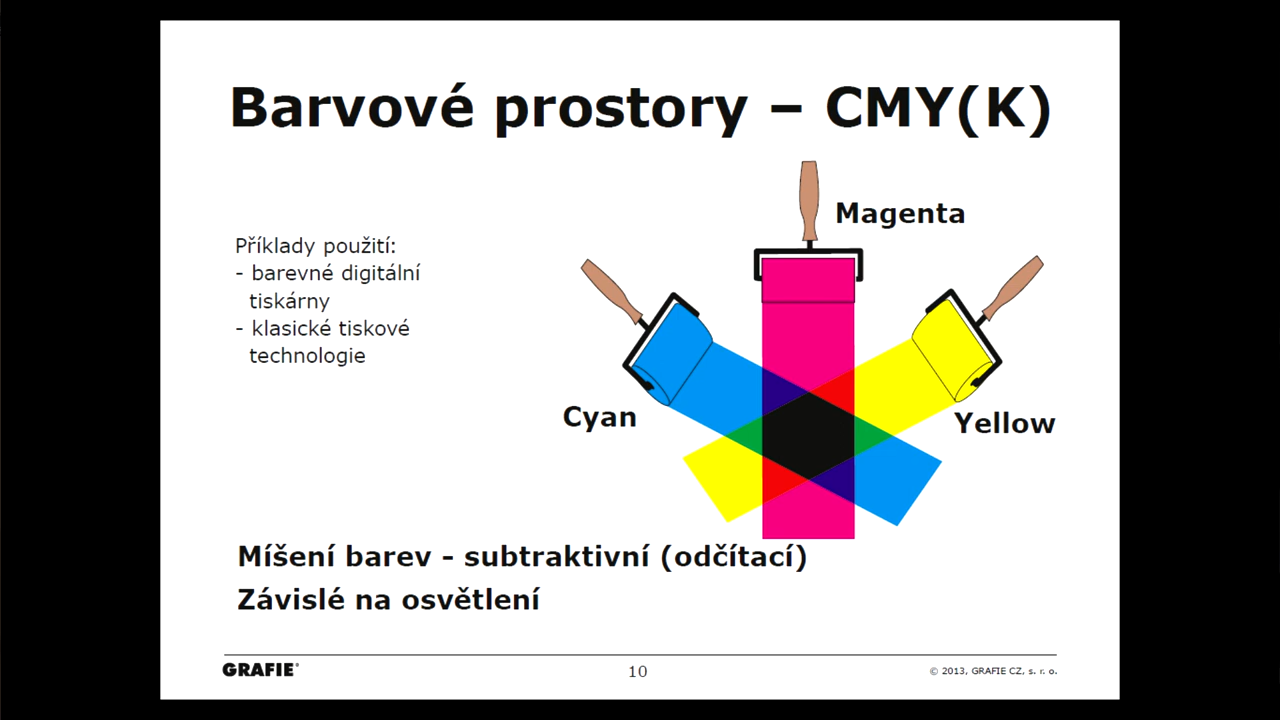 Barvové prostory – CMY(K)
Magenta
Příklady použití:
- barevné digitální
tiskárny
- klasické tiskové
technologie
Cyan
Yellow
Míšení barev - subtraktivní (odčítací)
Závislé na osvětlení
GRAFIE®
10
© 2013, GRAFIE CZ, s. r. o.